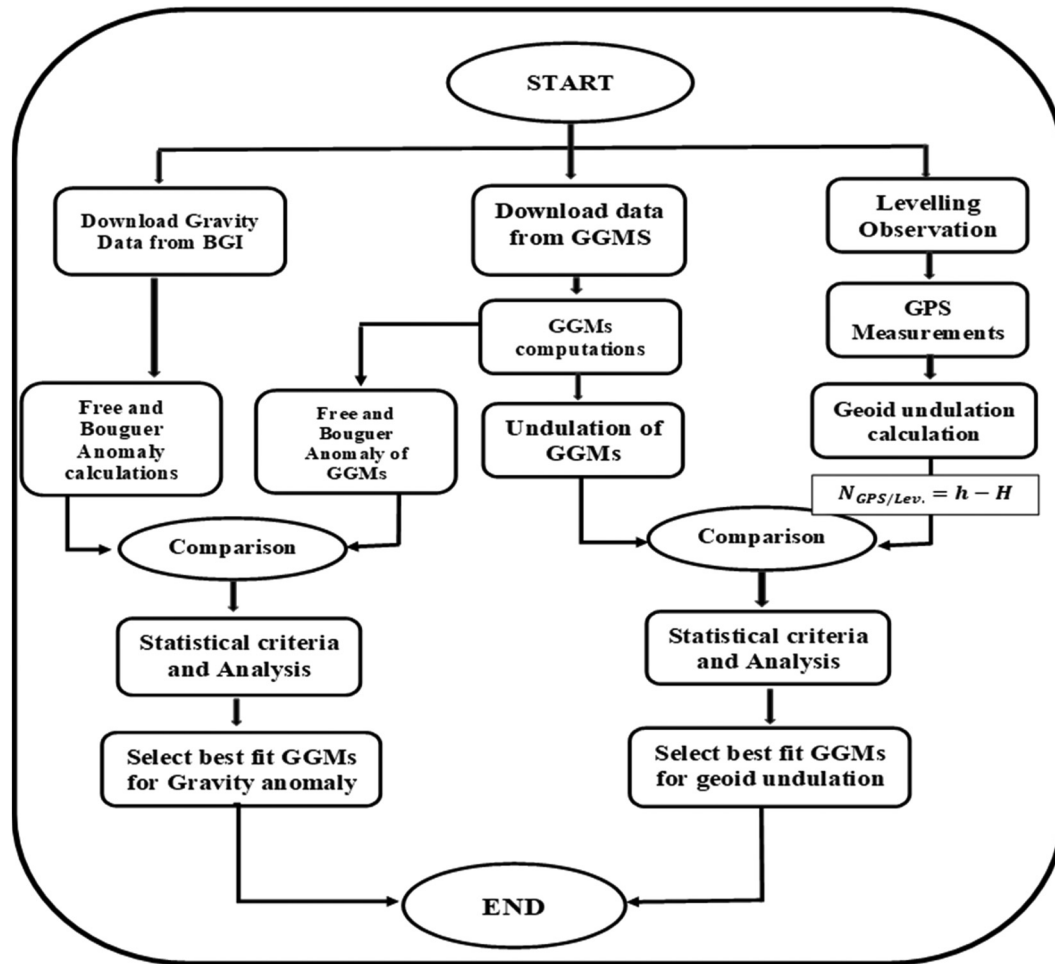 START
Download Gravity
Data from BGI
Download data
from GGMS
Levelling
Observation
GGMs
computations
GPS
Measurements
Free and
Bouguer
Anomaly
calculations
Free and
Bouguer
Anomaly of
GGMs
Undulation of
GGMs
Geoid undulation
calculation
N_{GPS/Lev.} = h − H
Comparison
Comparison
Statistical criteria
and Analysis
Statistical criteria
and Analysis
Select best fit GGMs
for Gravity anomaly
Select best fit GGMs
for geoid undulation
END